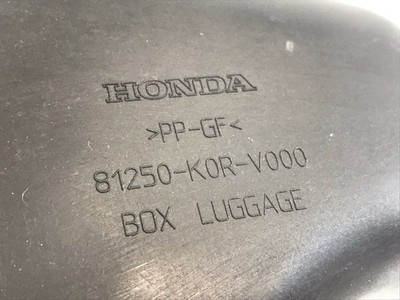 HONDA
>PP-GF<
81250-K0R-V000
BOX LUGGAGE